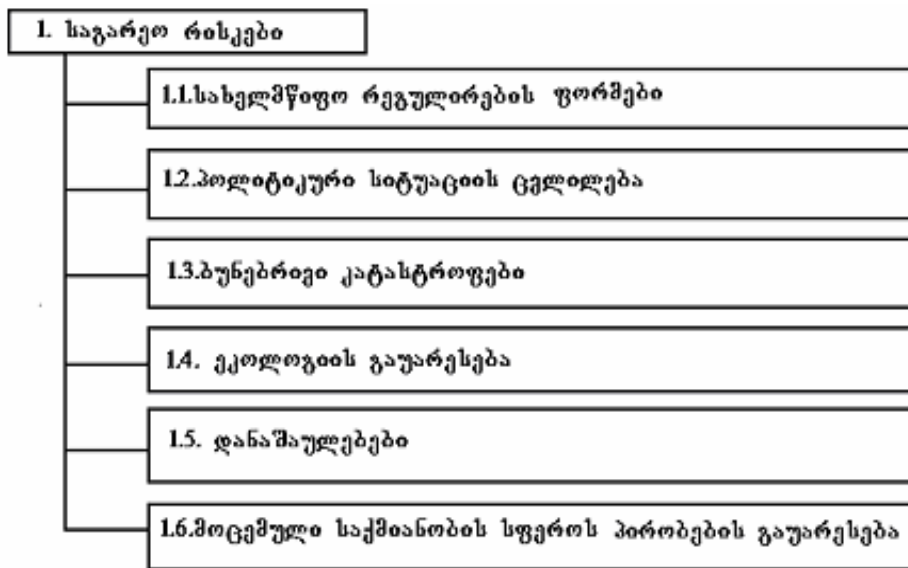 1. საგარეო რისკები
1.1.სახელმწიფო რეგულირების ფორმები
1.2.პოლიტიკური სიტუაციის ცვლილება
1.3.ბუნებრივი კატასტროფები
1.4. ეკოლოგიის გაუარესება
1.5. დანაშაულებები
1.6.მოცემული საქმიანობის სფეროს პირობების გაუარესება